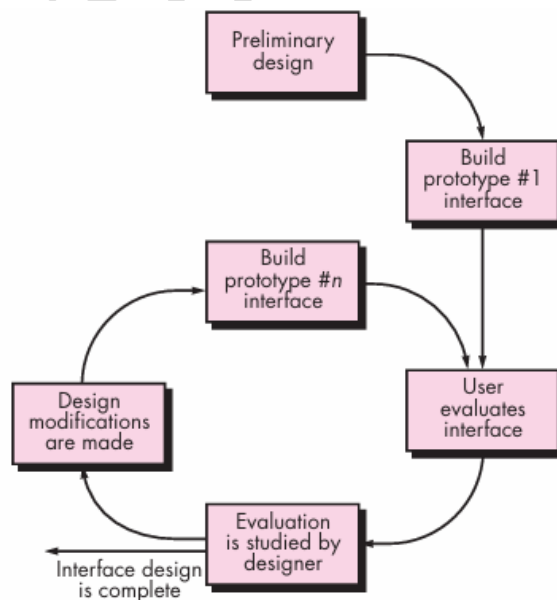 Preliminary
design
Build
prototype #1
interface
Build
prototype #n
interface
User
evaluates
interface
Design
modifications
are made
Evaluation
is studied by
designer
Interface design
is complete